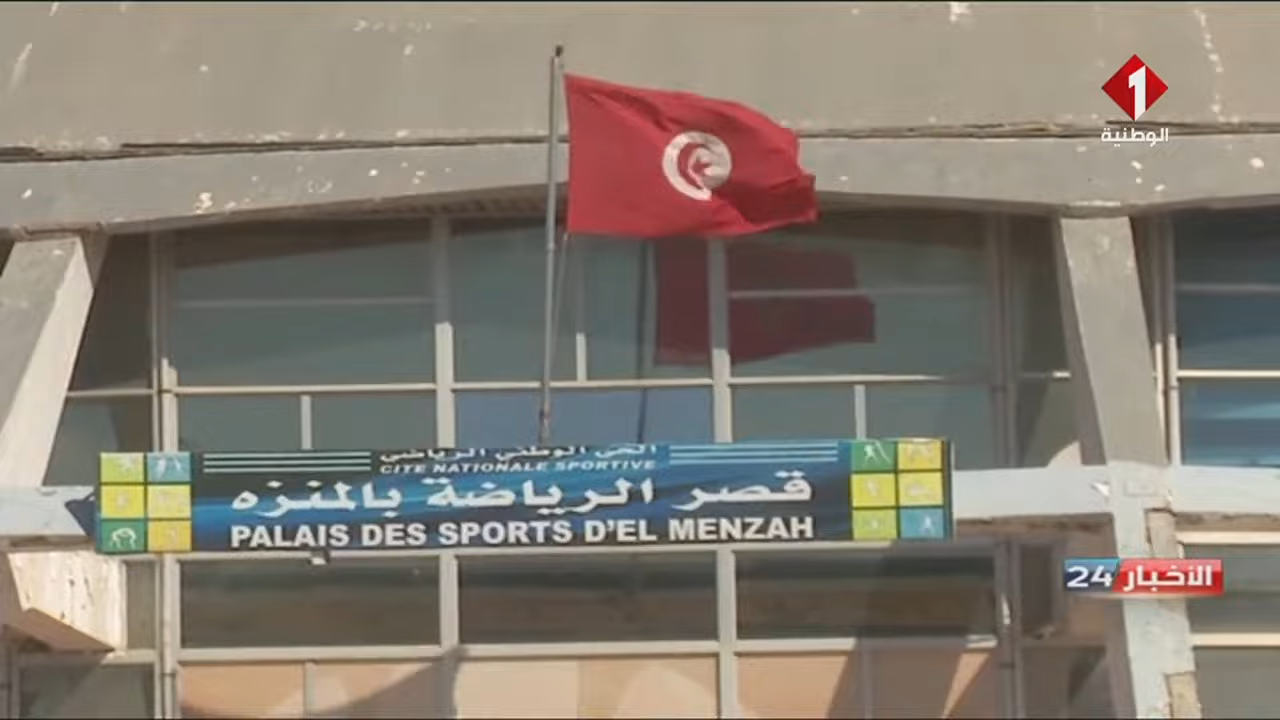 1
الوطنية
الحي الوطني الرياضي
CITE NATIONALE SPORTIVE
قصر الرياضة بالمنزه
PALAIS DES SPORTS D'EL MENZAH
الأخبار 24